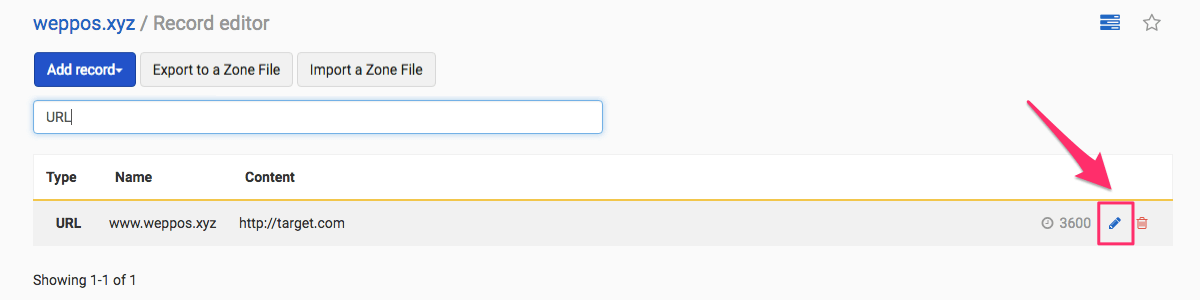 weppos.xyz / Record editor
Add record Export to a Zone File Import a Zone File
URL
Type Name Content
URL www.weppos.xyz http://target.com 3600
Showing 1-1 of 1